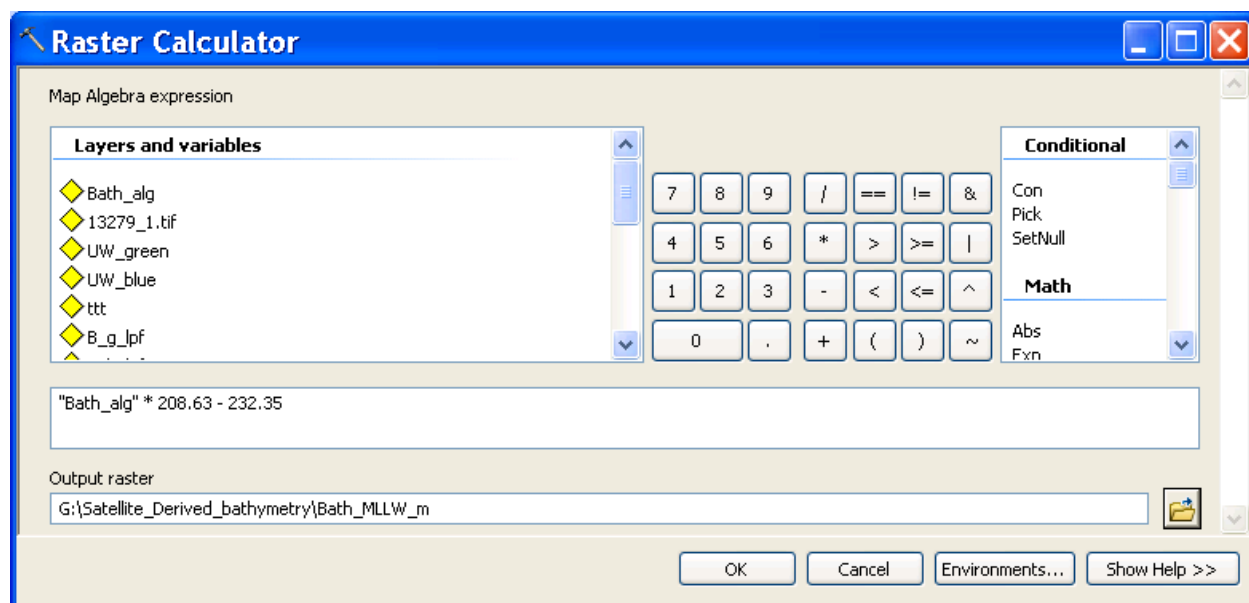 Raster Calculator
Map Algebra expression
Layers and variables
Bath_alg
13279_1.tif
UW_green
UW_blue
ttt
B_g_lpf
7 8 9 / == != &
4 5 6 * > >= |
1 2 3 - < <= ^
0 . + ( ) ~
Conditional
Con
Pick
SetNull
Math
Abs
Exp
"Bath_alg" * 208.63 - 232.35
Output raster
G:\Satellite_Derived_bathymetry\Bath_MLLW_m
OK Cancel Environments... Show Help >>